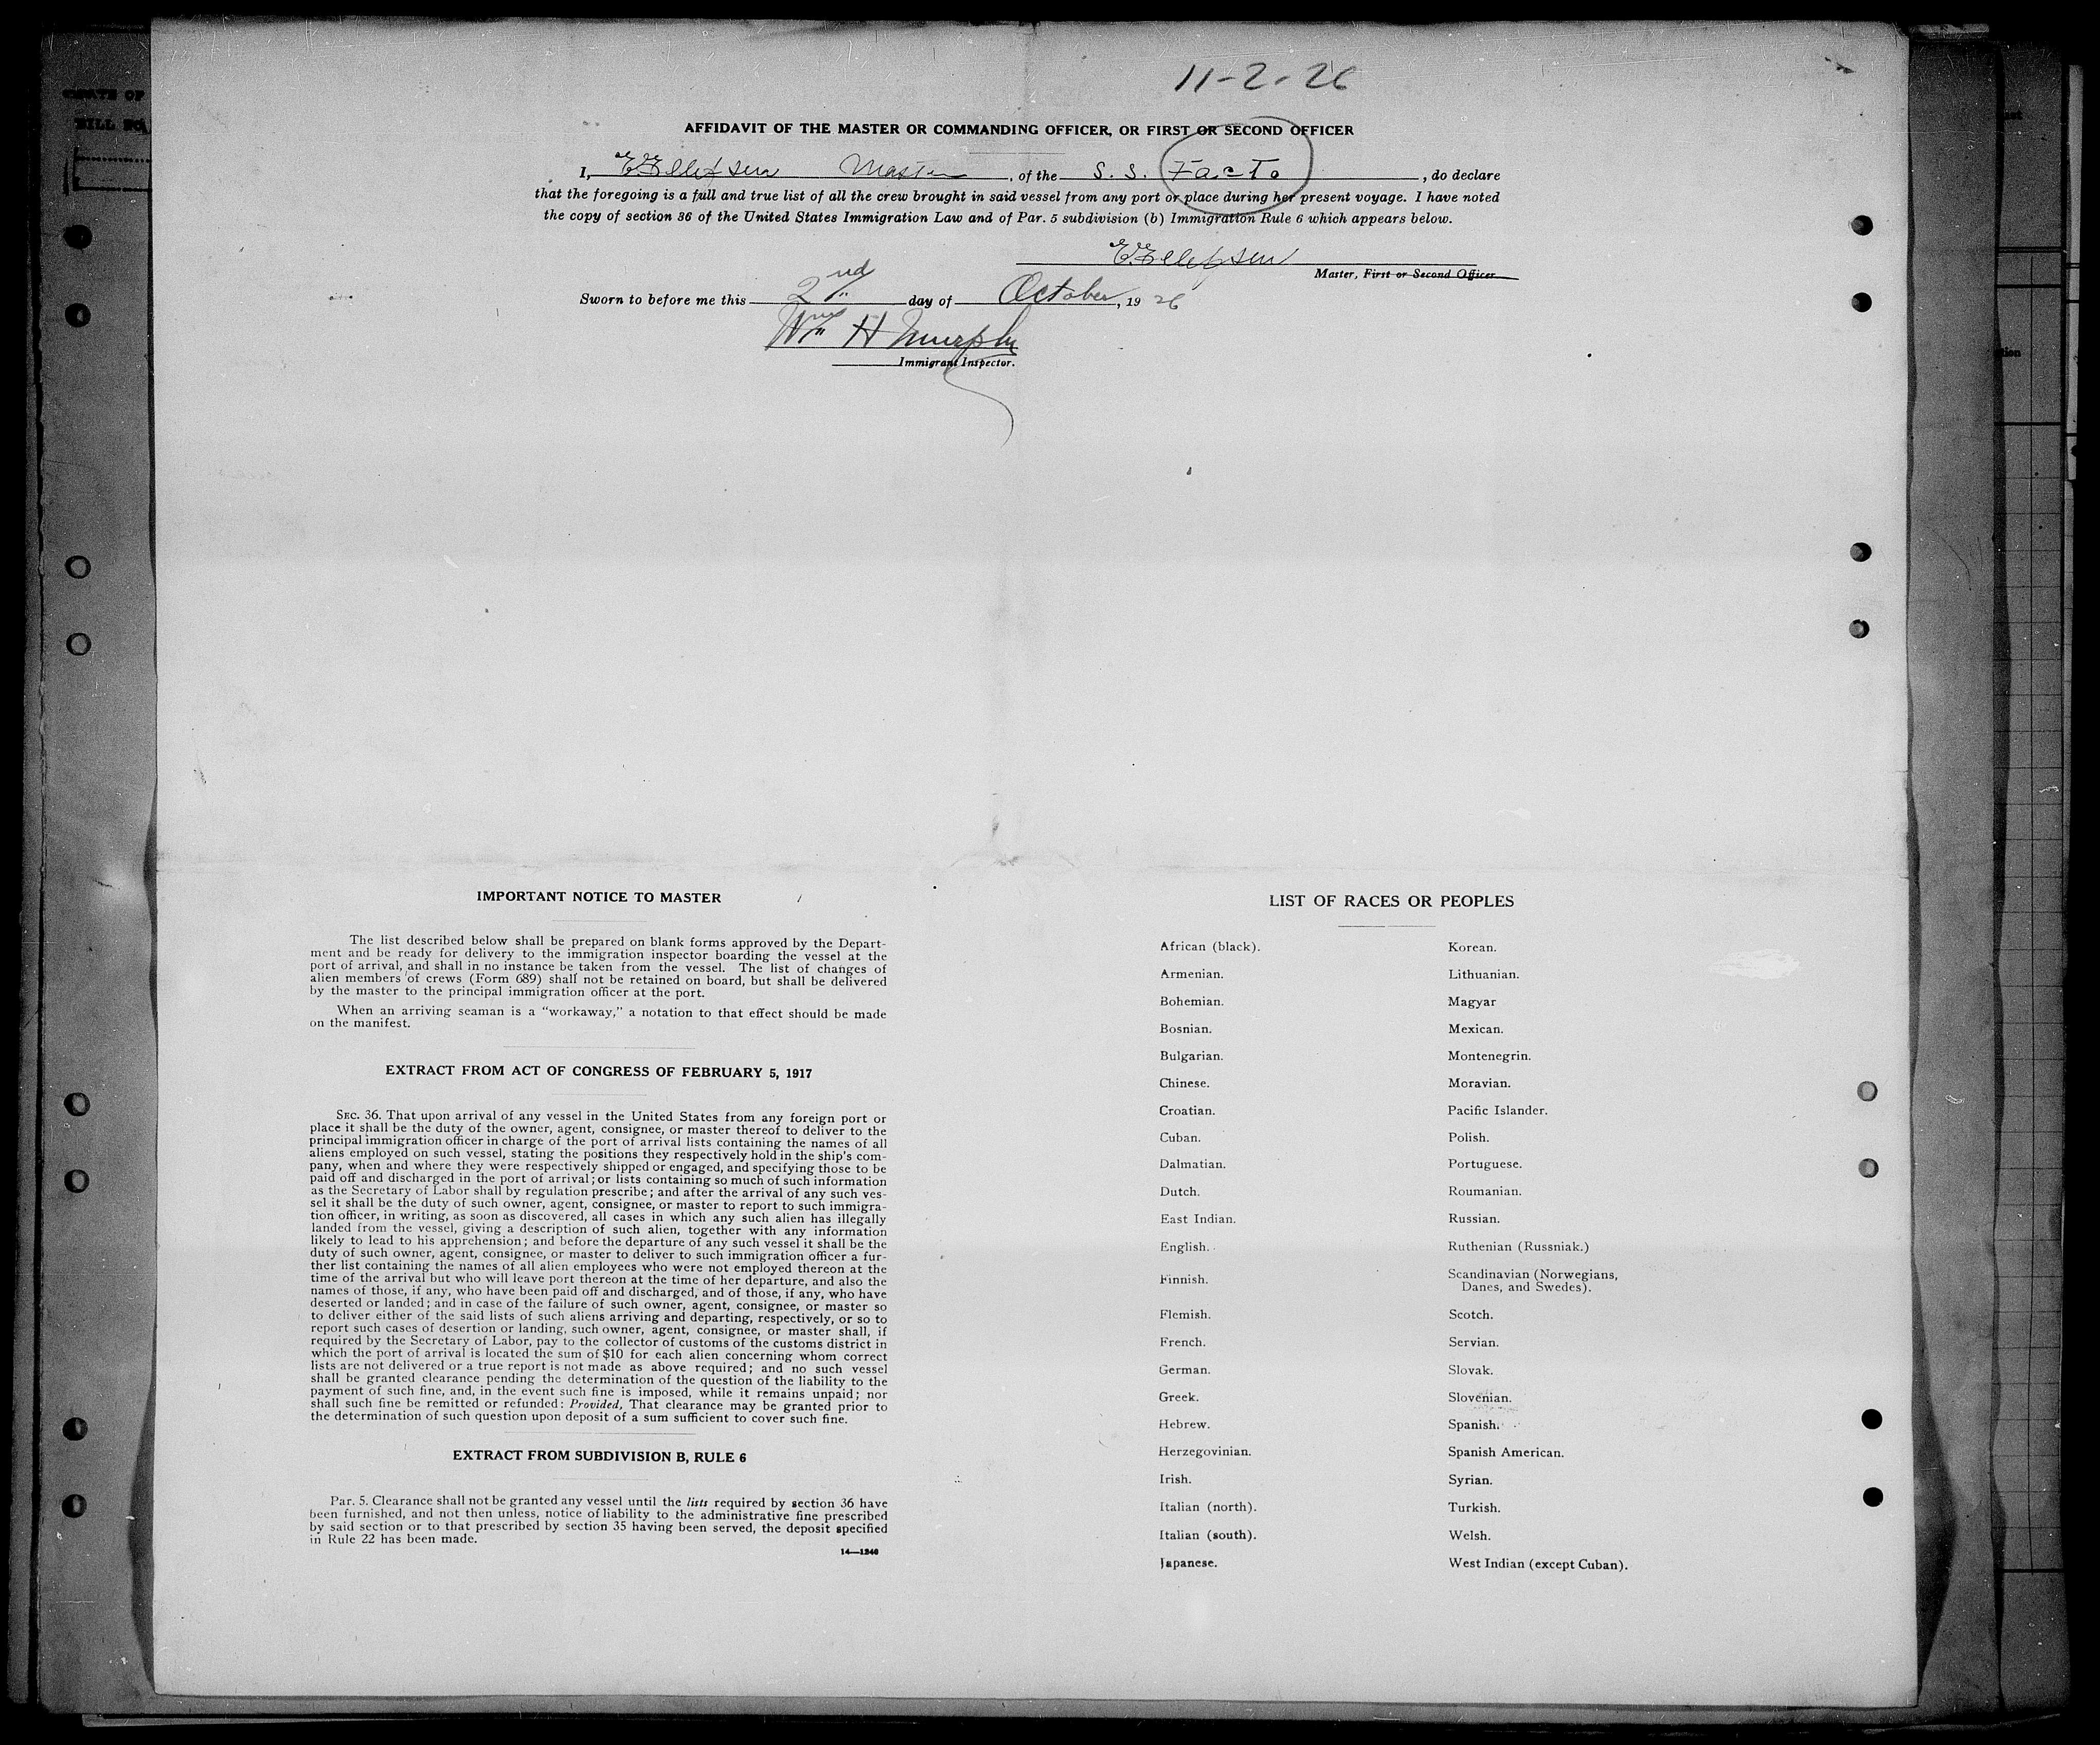 11-2-26
AFFIDAVIT OF THE MASTER OR COMMANDING OFFICER, OR FIRST OR SECOND OFFICER
I, E. Ellefsen Master, of the S. S. Facto, do declare
that the foregoing is a full and true list of all the crew brought in said vessel from any port or place during her present voyage. I have noted
the copy of section 36 of the United States Immigration Law and of Par. 5 subdivision (b) Immigration Rule 6 which appears below.
E. Ellefsen
Master, First or Second Officer
Sworn to before me this 2nd day of October, 1926
Wm H Murphy
Immigrant Inspector.
IMPORTANT NOTICE TO MASTER
The list described below shall be prepared on blank forms approved by the Depart-
ment and be ready for delivery to the immigration inspector boarding the vessel at the
port of arrival, and shall in no instance be taken from the vessel. The list of changes of
alien members of crews (Form 689) shall not be retained on board, but shall be delivered
by the master to the principal immigration officer at the port.
When an arriving seaman is a "workaway," a notation to that effect should be made
on the manifest.
EXTRACT FROM ACT OF CONGRESS OF FEBRUARY 5, 1917
SEC. 36. That upon arrival of any vessel in the United States from any foreign port or
place it shall be the duty of the owner, agent, consignee, or master thereof to deliver to the
principal immigration officer in charge of the port of arrival lists containing the names of all
aliens employed on such vessel, stating the positions they respectively hold in the ship's com-
pany, when and where they were respectively shipped or engaged, and specifying those to be
paid off and discharged in the port of arrival; or lists containing so much of such information
as the Secretary of Labor shall by regulation prescribe; and after the arrival of any such ves-
sel it shall be the duty of such owner, agent, consignee, or master to report to such immigra-
tion officer, in writing, as soon as discovered, all cases in which any such alien has illegally
landed from the vessel, giving a description of such alien, together with any information
likely to lead to his apprehension; and before the departure of any such vessel it shall be the
duty of such owner, agent, consignee, or master to deliver to such immigration officer a fur-
ther list containing the names of all alien employees who were not employed thereon at the
time of the arrival but who will leave port thereon at the time of her departure, and also the
names of those, if any, who have been paid off and discharged, and of those, if any, who have
deserted or landed; and in case of the failure of such owner, agent, consignee, or master so
to deliver either of the said lists of such aliens arriving and departing, respectively, or so to
report such cases of desertion or landing, such owner, agent, consignee, or master shall, if
required by the Secretary of Labor, pay to the collector of customs of the customs district in
which the port of arrival is located the sum of $10 for each alien concerning whom correct
lists are not delivered or a true report is not made as above required; and no such vessel
shall be granted clearance pending the determination of the question of the liability to the
payment of such fine, and, in the event such fine is imposed, while it remains unpaid; nor
shall such fine be remitted or refunded: Provided, That clearance may be granted prior to
the determination of such question upon deposit of a sum sufficient to cover such fine.
EXTRACT FROM SUBDIVISION B, RULE 6
Par. 5. Clearance shall not be granted any vessel until the lists required by section 36 have
been furnished, and not then unless, notice of liability to the administrative fine prescribed
by said section or to that prescribed by section 35 having been served, the deposit specified
in Rule 22 has been made.
14—1240
LIST OF RACES OR PEOPLES
African (black).
Armenian.
Bohemian.
Bosnian.
Bulgarian.
Chinese.
Croatian.
Cuban.
Dalmatian.
Dutch.
East Indian.
English.
Finnish.
Flemish.
French.
German.
Greek.
Hebrew.
Herzegovinian.
Irish.
Italian (north).
Italian (south).
Japanese.
Korean.
Lithuanian.
Magyar
Mexican.
Montenegrin.
Moravian.
Pacific Islander.
Polish.
Portuguese.
Roumanian.
Russian.
Ruthenian (Russniak.)
Scandinavian (Norwegians,
Danes, and Swedes).
Scotch.
Servian.
Slovak.
Slovenian.
Spanish.
Spanish American.
Syrian.
Turkish.
Welsh.
West Indian (except Cuban).